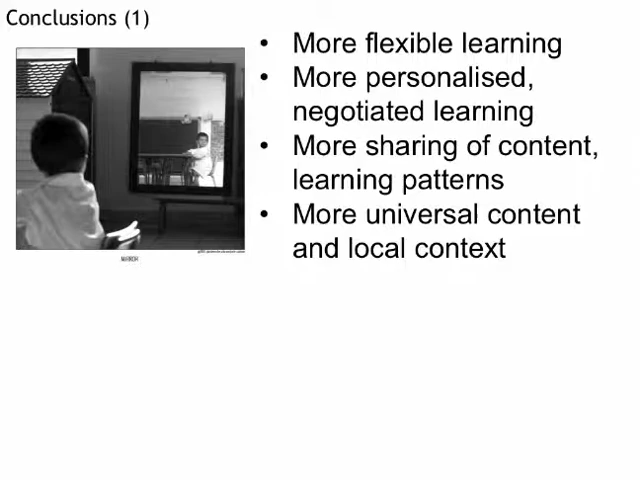 Conclusions (1)
• More flexible learning
• More personalised,
negotiated learning
• More sharing of content,
learning patterns
• More universal content
and local context
MIRROR